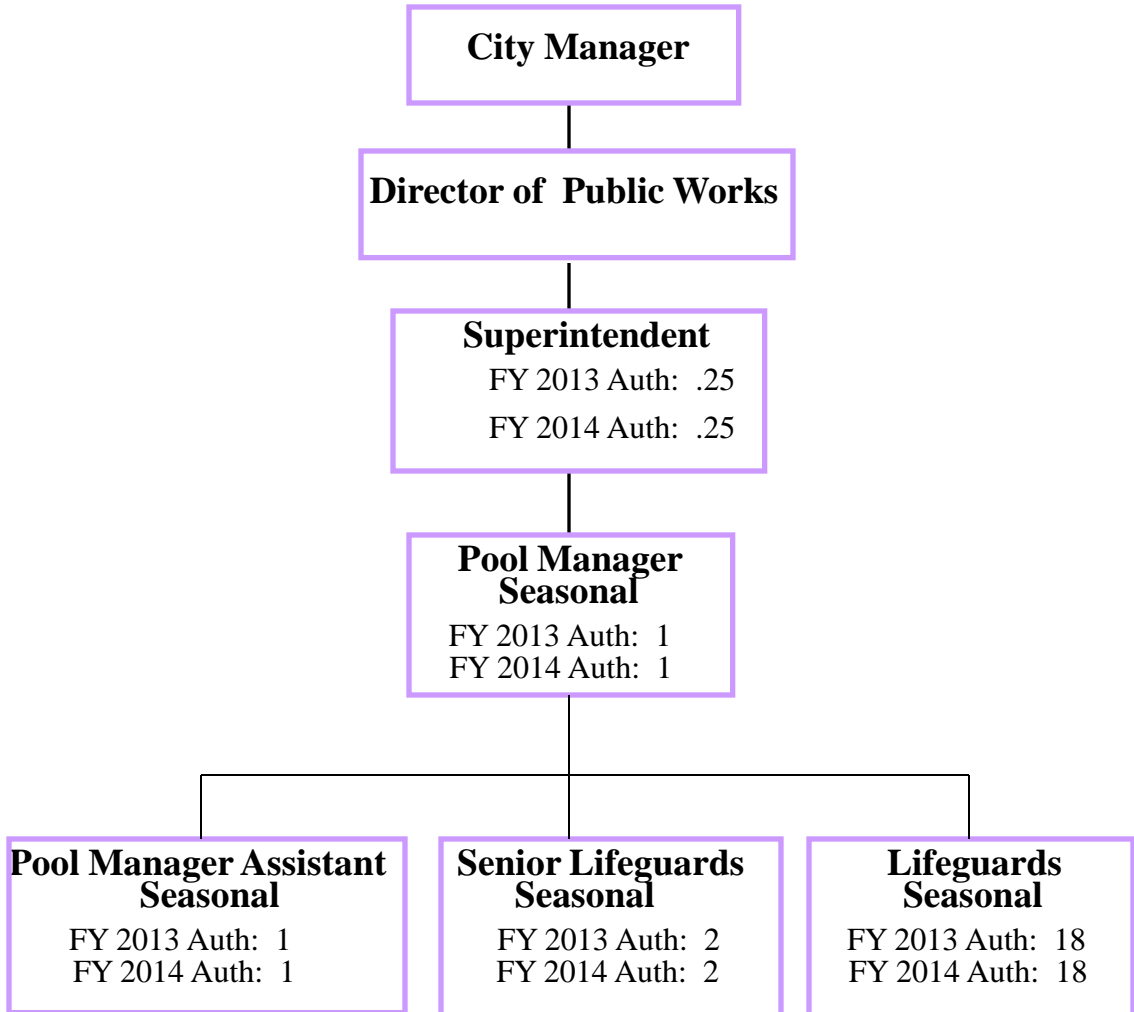 City Manager
Director of Public Works
Superintendent
FY 2013 Auth: .25
FY 2014 Auth: .25
Pool Manager
Seasonal
FY 2013 Auth: 1
FY 2014 Auth: 1
Pool Manager Assistant
Seasonal
FY 2013 Auth: 1
FY 2014 Auth: 1
Senior Lifeguards
Seasonal
FY 2013 Auth: 2
FY 2014 Auth: 2
Lifeguards
Seasonal
FY 2013 Auth: 18
FY 2014 Auth: 18